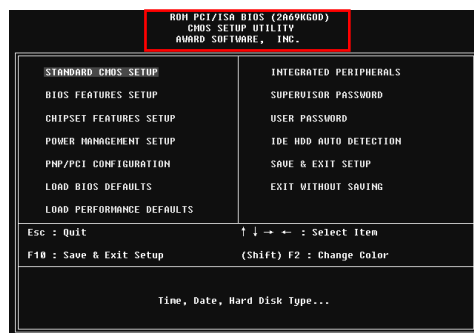 ROM PCI/ISA BIOS (2A69KGOD)
CMOS SETUP UTILITY
AWARD SOFTWARE, INC.
STANDARD CMOS SETUP
BIOS FEATURES SETUP
CHIPSET FEATURES SETUP
POWER MANAGEMENT SETUP
PNP/PCI CONFIGURATION
LOAD BIOS DEFAULTS
LOAD PERFORMANCE DEFAULTS
INTEGRATED PERIPHERALS
SUPERVISOR PASSWORD
USER PASSWORD
IDE HDD AUTO DETECTION
SAVE & EXIT SETUP
EXIT WITHOUT SAVING
Esc : Quit
F10 : Save & Exit Setup
↑ ↓ → ← : Select Item
(Shift) F2 : Change Color
Time, Date, Hard Disk Type...